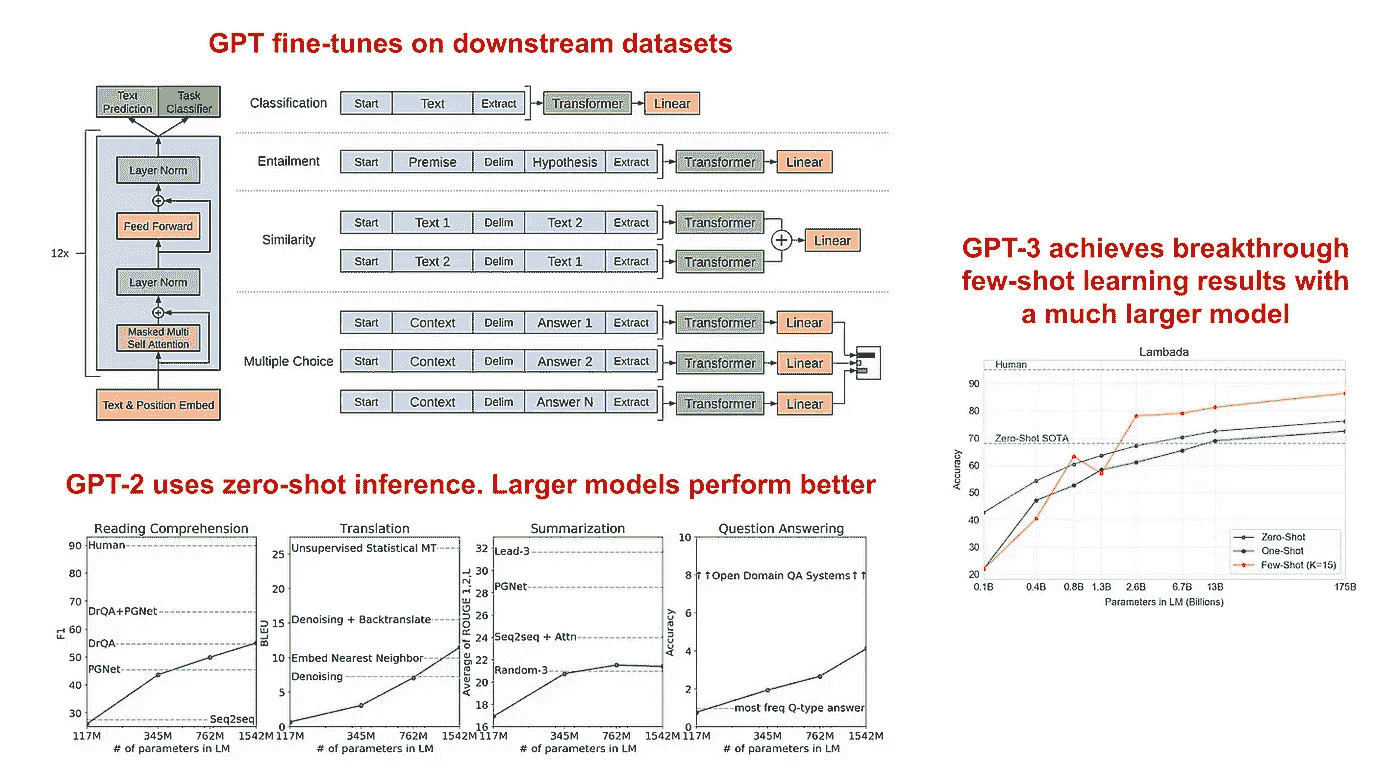 GPT fine-tunes on downstream datasets
Text Prediction
Task Classifier
Layer Norm
Feed Forward
12x
Layer Norm
Masked Multi
Self Attention
Text & Position Embed
Classification Start Text Extract Transformer Linear
Entailment Start Premise Delim Hypothesis Extract Transformer Linear
Similarity
Start Text 1 Delim Text 2 Extract Transformer
Start Text 2 Delim Text 1 Extract Transformer
Linear
Multiple Choice
Start Context Delim Answer 1 Extract Transformer Linear
Start Context Delim Answer 2 Extract Transformer Linear
Start Context Delim Answer N Extract Transformer Linear
GPT-3 achieves breakthrough
few-shot learning results with
a much larger model
Lambada
Human
Zero-Shot SOTA
90
80
70
60
50
40
30
20
Accuracy
0.1B 0.4B 0.8B 1.3B 2.6B 6.7B 13B 175B
Parameters in LM (Billions)
Zero-Shot
One-Shot
Few-Shot (K=15)
GPT-2 uses zero-shot inference. Larger models perform better
Reading Comprehension
90
80
70
60
50
40
30
F1
Human
DrQA+PGNet
DrQA
PGNet
Seq2seq
117M 345M 762M 1542M
# of parameters in LM
Translation
25
20
15
10
5
0
BLEU
Unsupervised Statistical MT
Denoising + Backtranslate
Embed Nearest Neighbor
Denoising
117M 345M 762M 1542M
# of parameters in LM
Summarization
32
30
28
26
24
22
20
18
16
Average of ROUGE 1,2,L
Lead-3
PGNet
Seq2seq + Attn
Random-3
117M 345M 762M 1542M
# of parameters in LM
Question Answering
10
8
6
4
2
0
Accuracy
↑↑Open Domain QA Systems↑↑
most freq Q-type answer
117M 345M 762M 1542M
# of parameters in LM